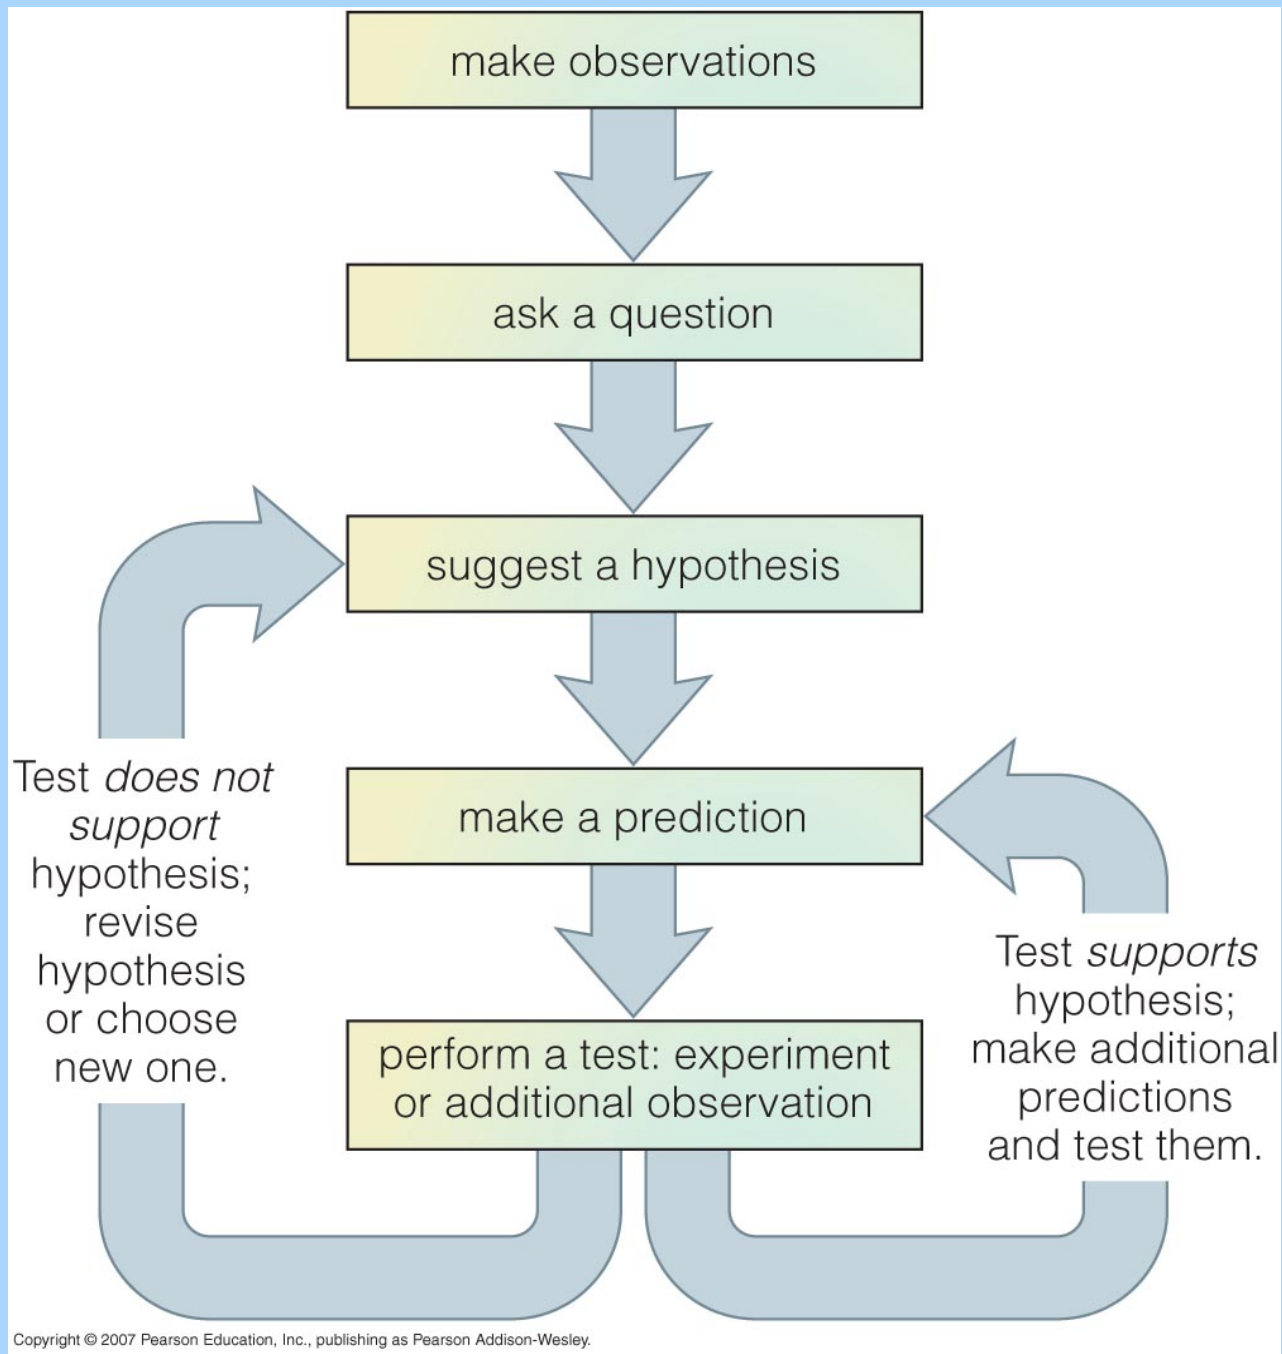 make observations
ask a question
suggest a hypothesis
make a prediction
perform a test: experiment
or additional observation
Test does not
support
hypothesis;
revise
hypothesis
or choose
new one.
Test supports
hypothesis;
make additional
predictions
and test them.
Copyright © 2007 Pearson Education, Inc., publishing as Pearson Addison-Wesley.